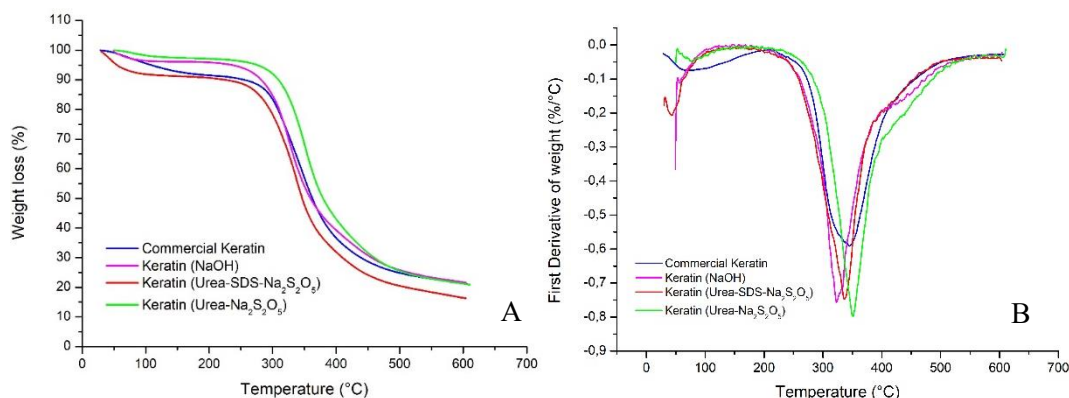 110
100
90
80
70
60
50
40
30
20
10
0
Weight loss (%)
Commercial Keratin
Keratin (NaOH)
Keratin (Urea-SDS-Na₂S₂O₅)
Keratin (Urea-Na₂S₂O₅)
A
0 100 200 300 400 500 600 700
Temperature (°C)
0,0
-0,1
-0,2
-0,3
-0,4
-0,5
-0,6
-0,7
-0,8
-0,9
First Derivative of weight (%/°C)
Commercial Keratin
Keratin (NaOH)
Keratin (Urea-SDS-Na₂S₂O₅)
Keratin (Urea-Na₂S₂O₅)
B
0 100 200 300 400 500 600 700
Temperature (°C)